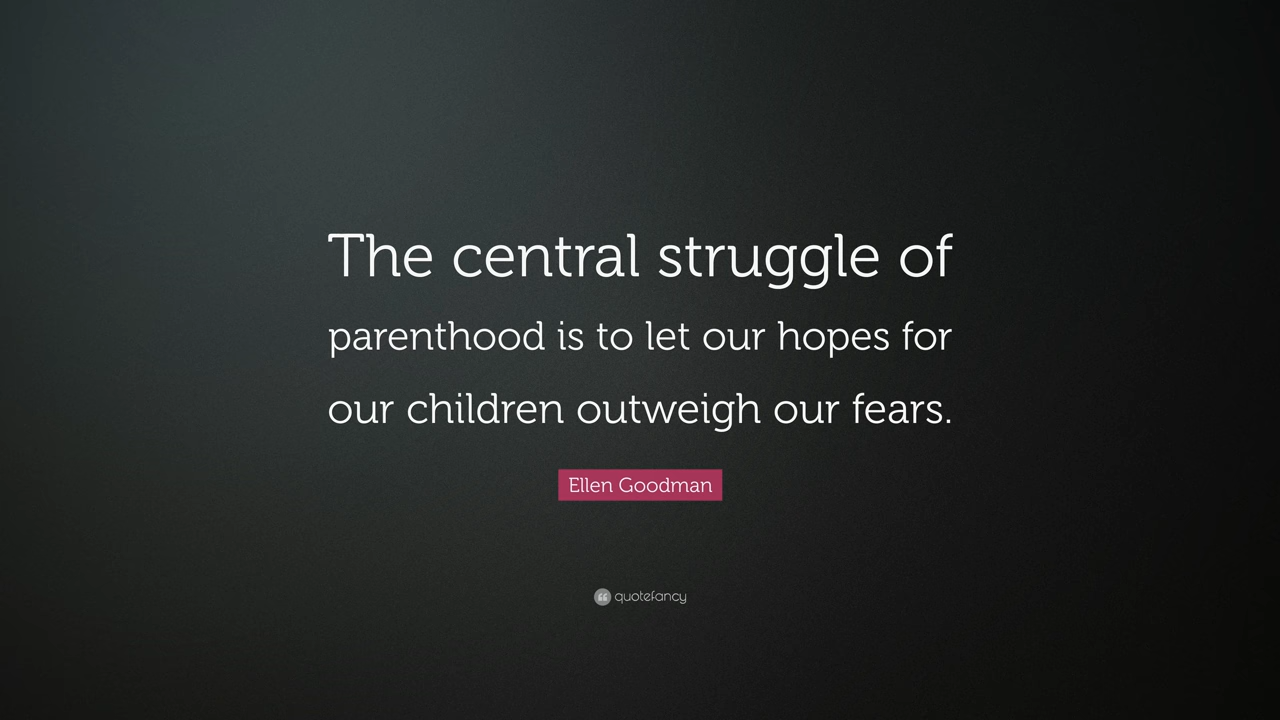 The central struggle of
parenthood is to let our hopes for
our children outweigh our fears.
Ellen Goodman
quotefancy